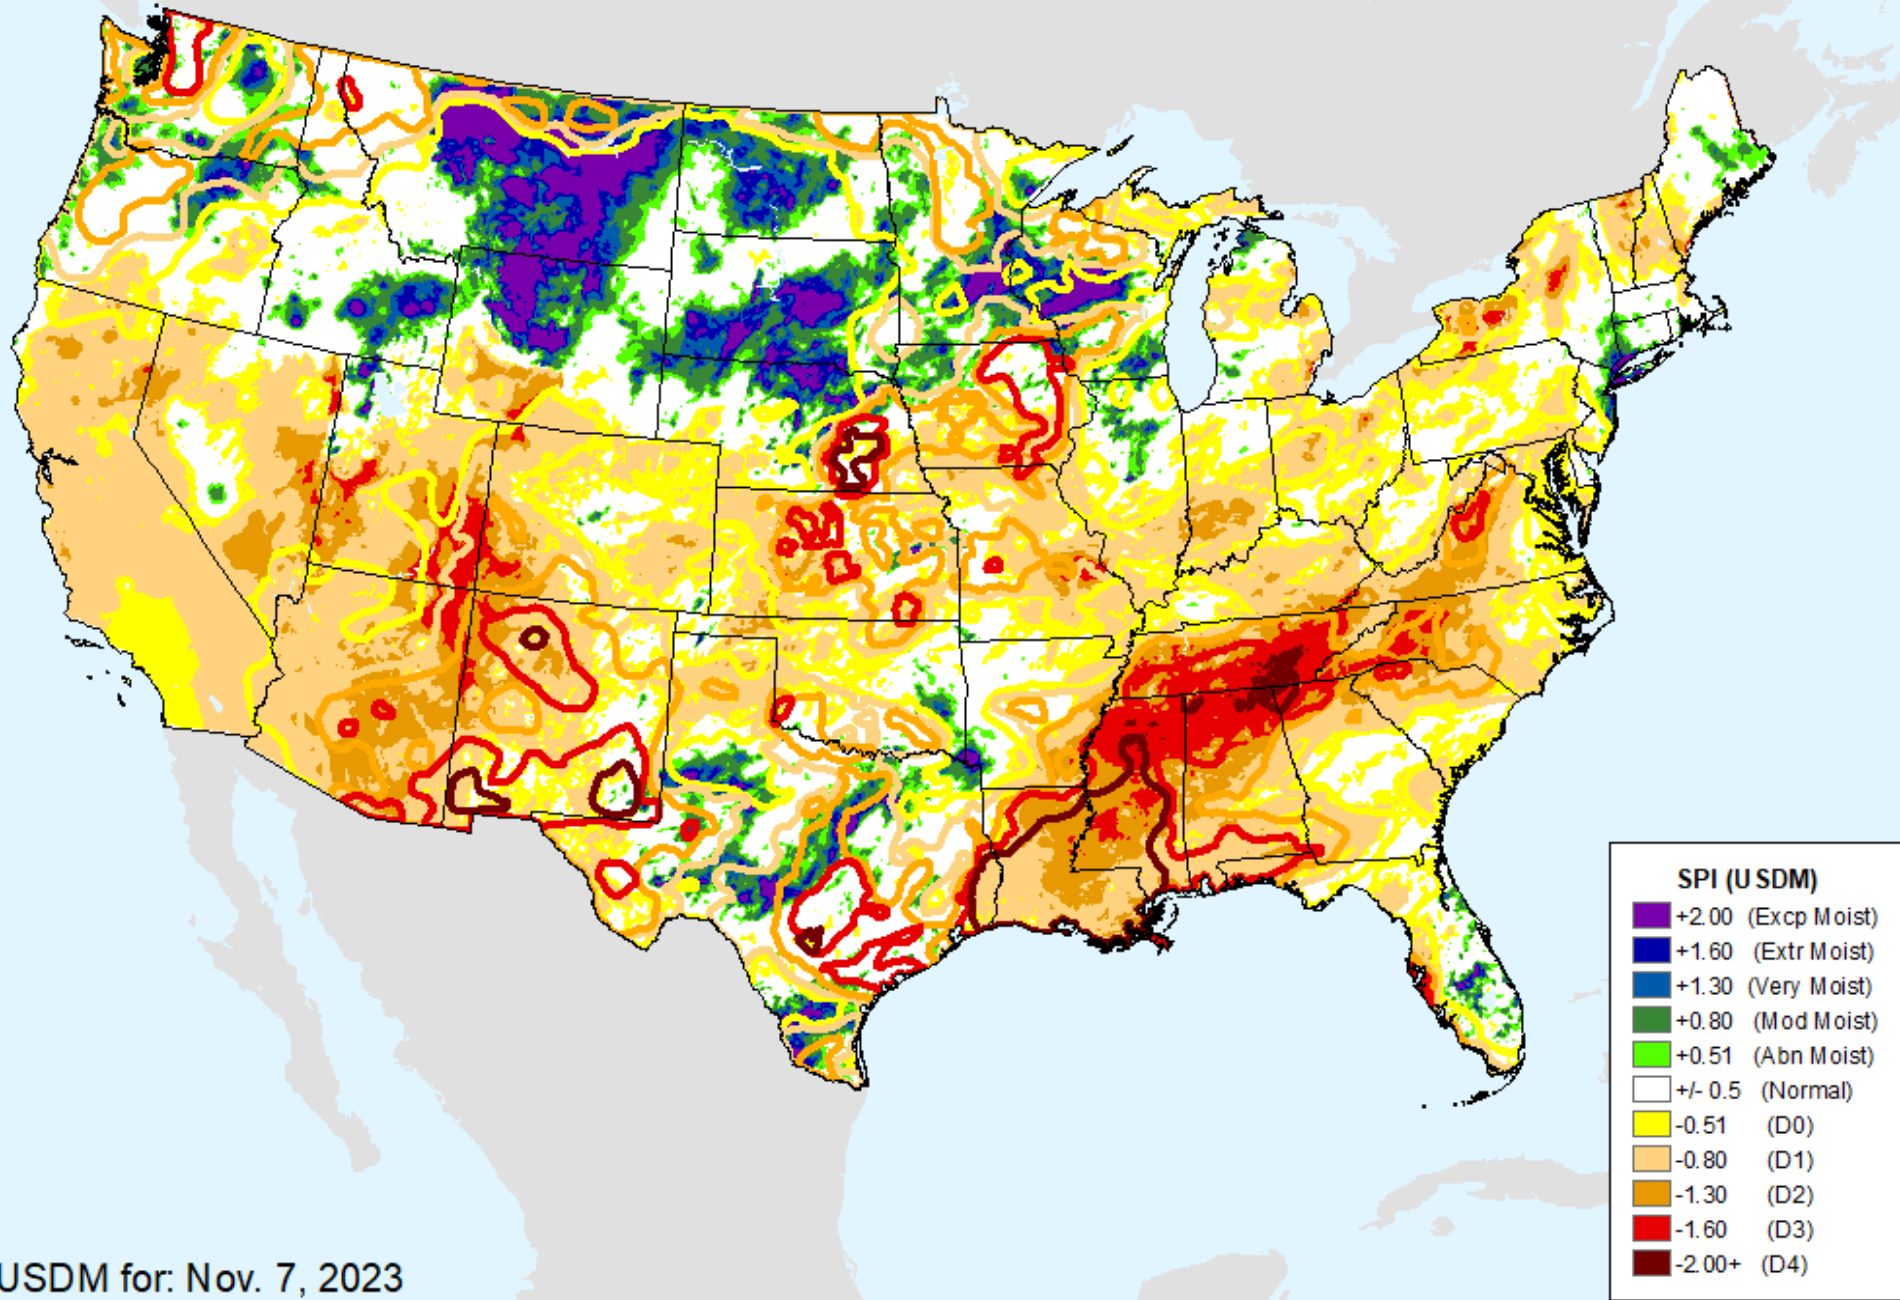 SPI (USDM)
+2.00 (Excp Moist)
+1.60 (Extr Moist)
+1.30 (Very Moist)
+0.80 (Mod Moist)
+0.51 (Abn Moist)
+/- 0.5 (Normal)
-0.51 (D0)
-0.80 (D1)
-1.30 (D2)
-1.60 (D3)
-2.00+ (D4)
USDM for: Nov. 7, 2023